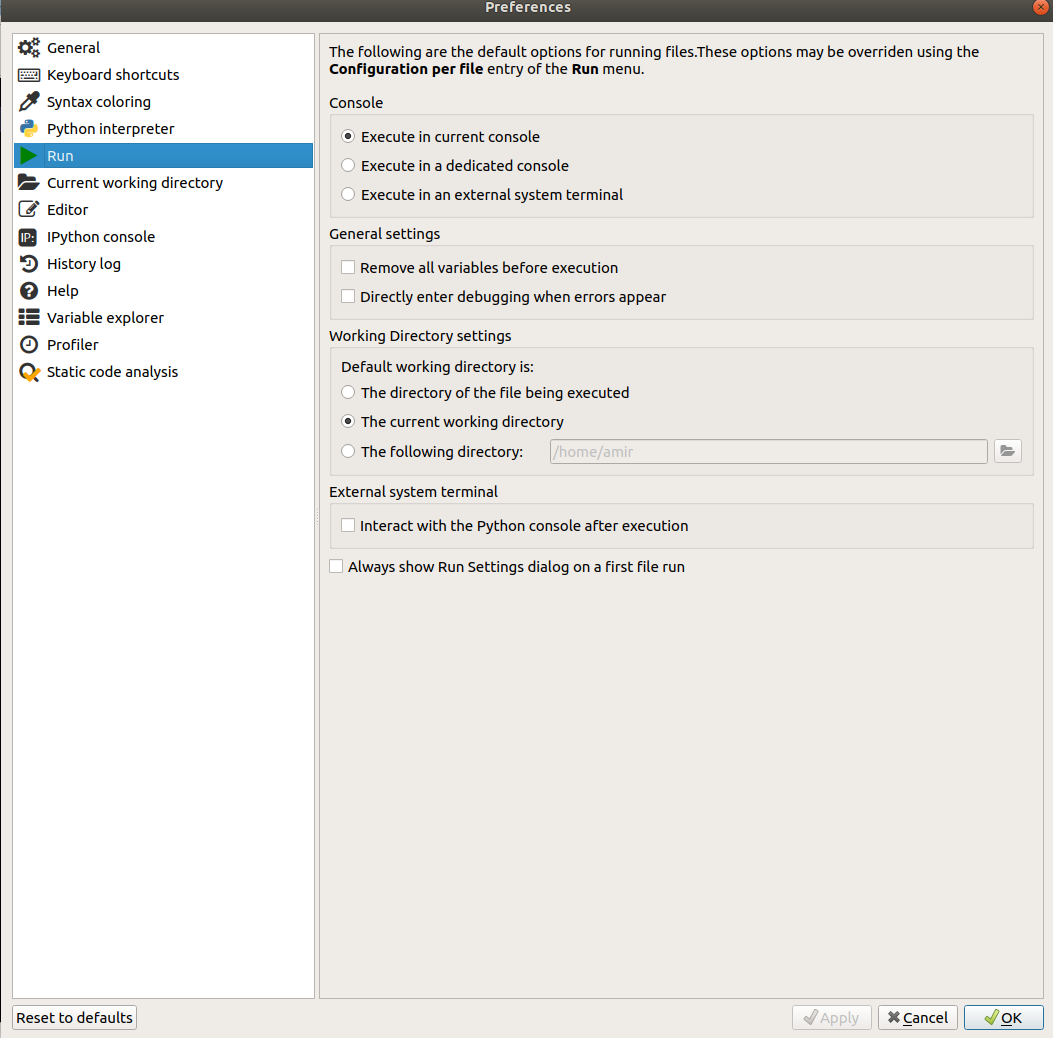 Preferences
General
Keyboard shortcuts
Syntax coloring
Python interpreter
Run
Current working directory
Editor
IP: IPython console
History log
Help
Variable explorer
Profiler
Static code analysis
The following are the default options for running files.These options may be overriden using the
Configuration per file entry of the Run menu.
Console
Execute in current console
Execute in a dedicated console
Execute in an external system terminal
General settings
Remove all variables before execution
Directly enter debugging when errors appear
Working Directory settings
Default working directory is:
The directory of the file being executed
The current working directory
The following directory: /home/amir
External system terminal
Interact with the Python console after execution
Always show Run Settings dialog on a first file run
Reset to defaults Apply Cancel OK